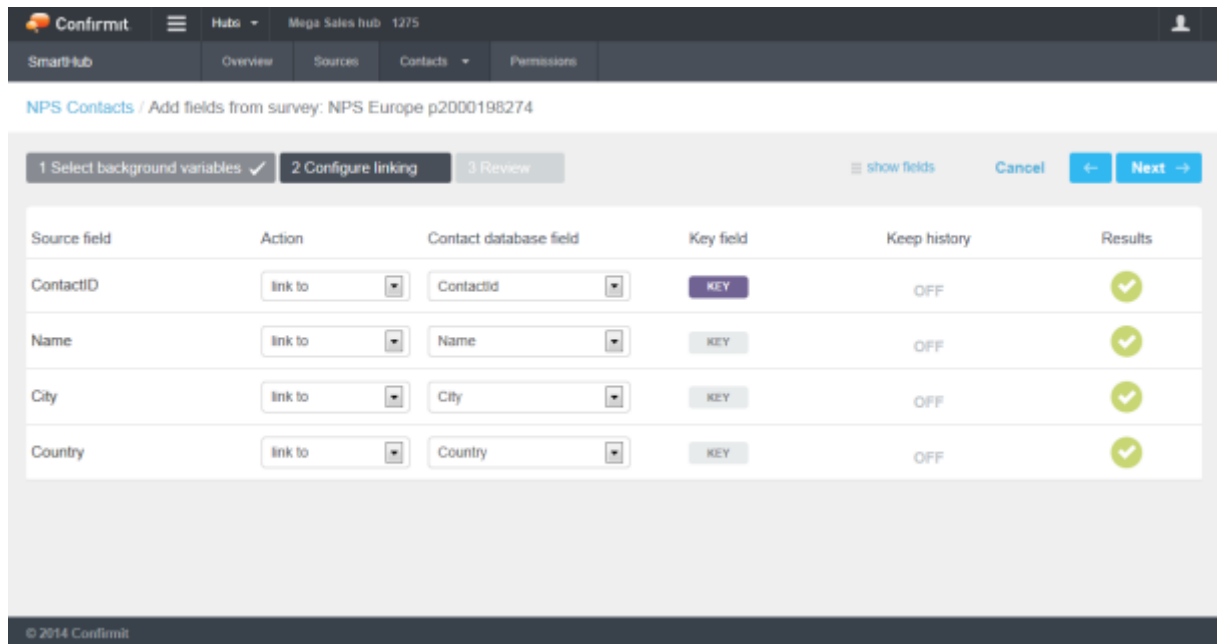 Confirmit Hubs Mega Sales hub 1275
SmartHub Overview Sources Contacts Permissions
NPS Contacts / Add fields from survey: NPS Europe p2000198274
1 Select background variables 2 Configure linking 3 Review show fields Cancel ← Next →
Source field Action Contact database field Key field Keep history Results
ContactID link to ContactId KEY OFF
Name link to Name KEY OFF
City link to City KEY OFF
Country link to Country KEY OFF
© 2014 Confirmit